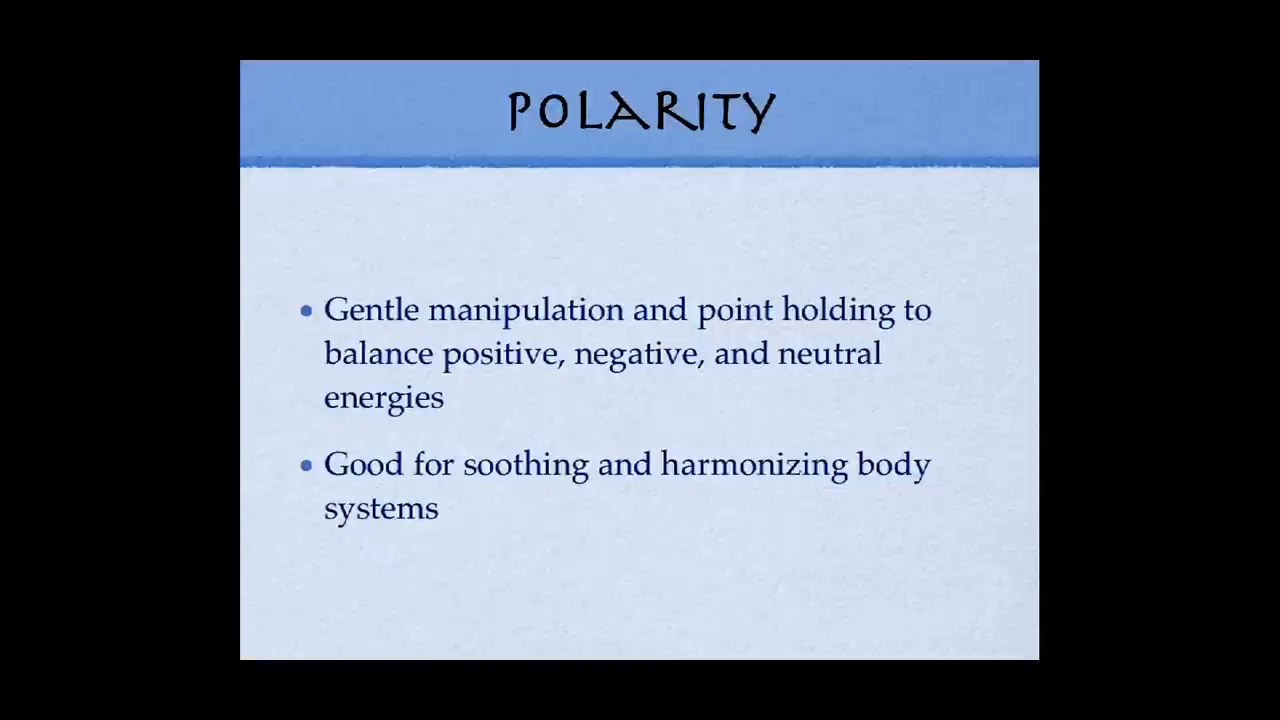 POLARITY
• Gentle manipulation and point holding to
balance positive, negative, and neutral
energies
• Good for soothing and harmonizing body
systems